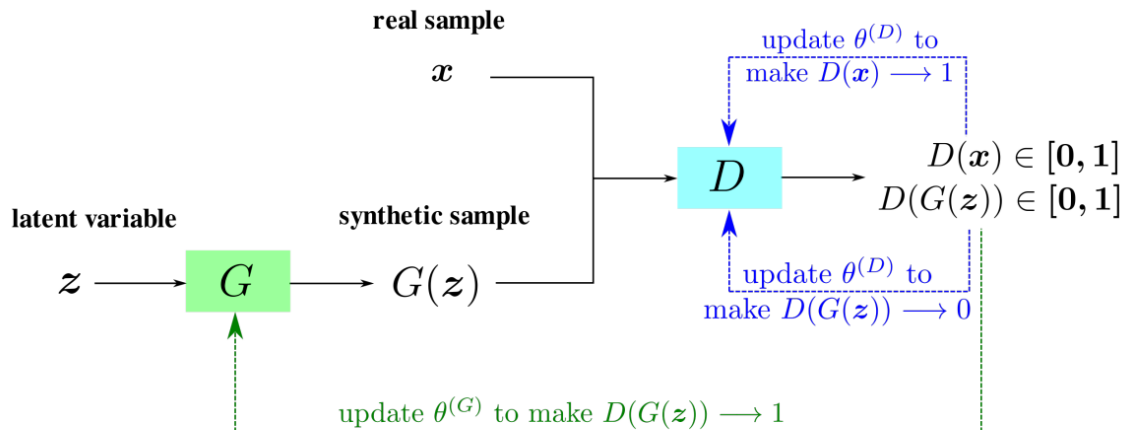 real sample
x
update θ^(D) to
make D(x) ⟶ 1
D
D(x) ∈ [0, 1]
D(G(z)) ∈ [0, 1]
latent variable
synthetic sample
z
G
G(z)
update θ^(D) to
make D(G(z)) ⟶ 0
update θ^(G) to make D(G(z)) ⟶ 1